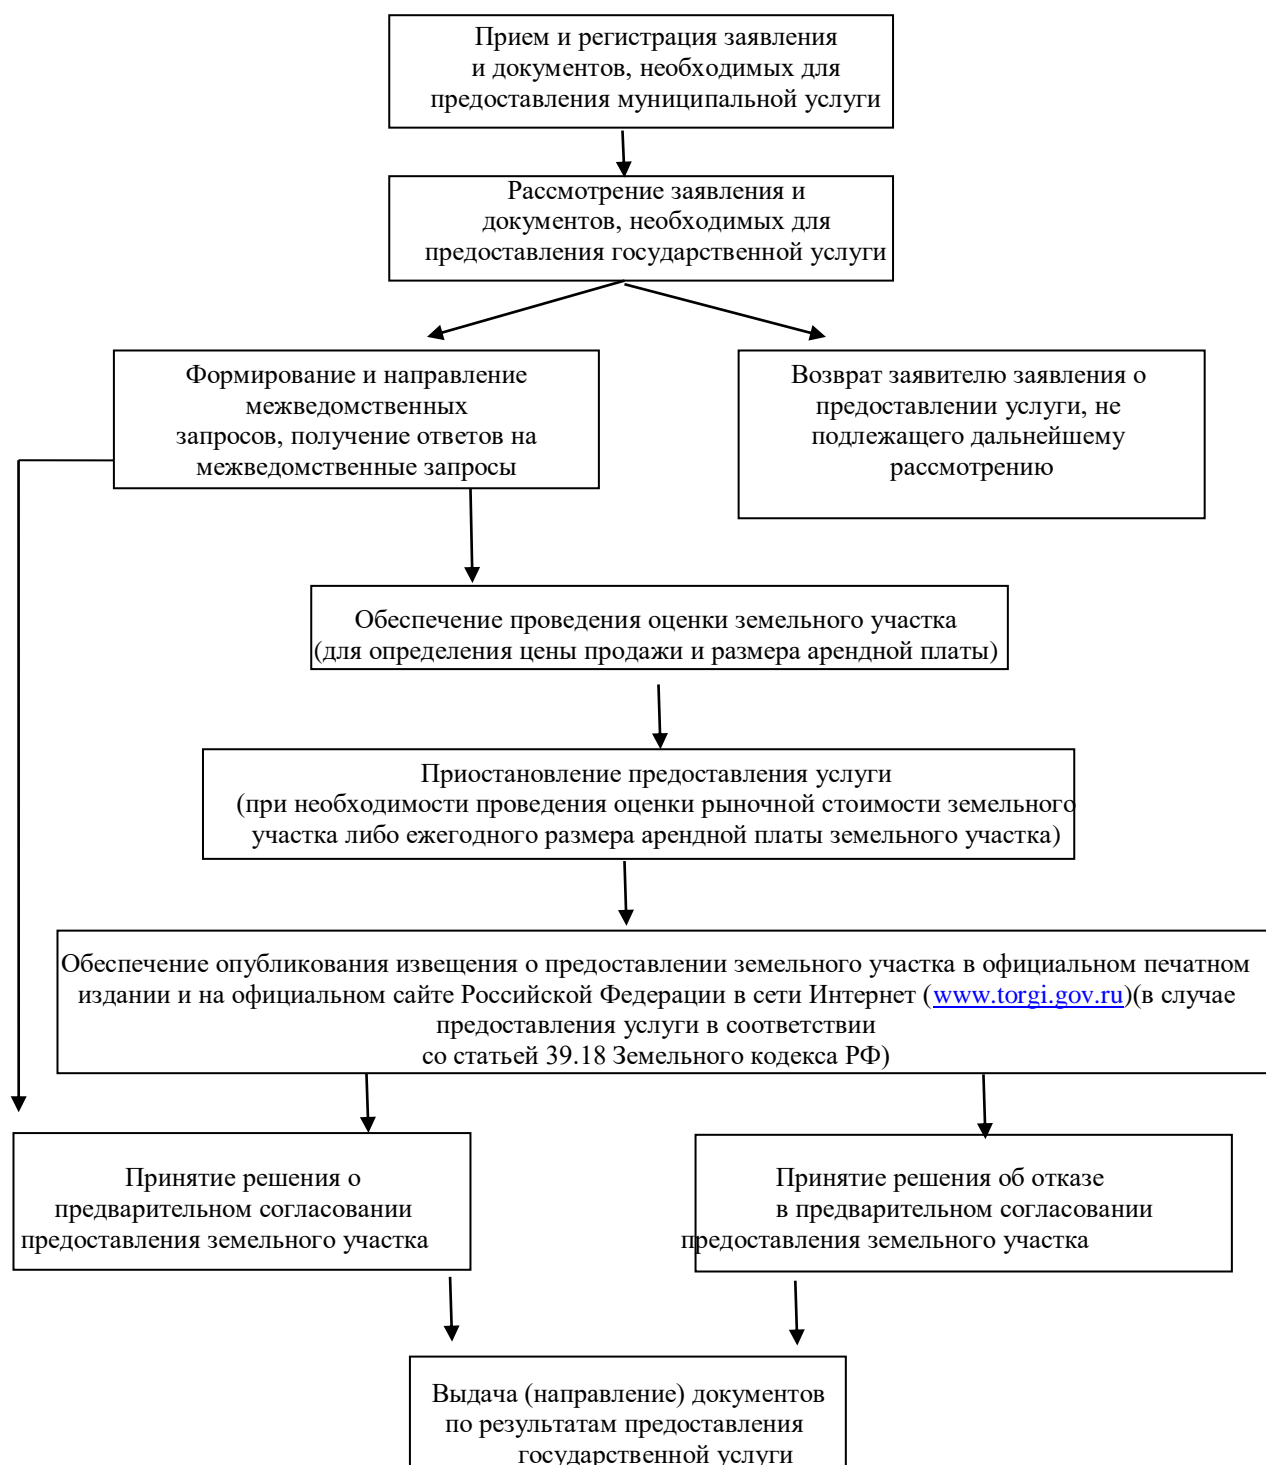 Прием и регистрация заявления
и документов, необходимых для
предоставления муниципальной услуги
Рассмотрение заявления и
документов, необходимых для
предоставления государственной услуги
Формирование и направление
межведомственных
запросов, получение ответов на
межведомственные запросы
Возврат заявителю заявления о
предоставлении услуги, не
подлежащего дальнейшему
рассмотрению
Обеспечение проведения оценки земельного участка
(для определения цены продажи и размера арендной платы)
Приостановление предоставления услуги
(при необходимости проведения оценки рыночной стоимости земельного
участка либо ежегодного размера арендной платы земельного участка)
Обеспечение опубликования извещения о предоставлении земельного участка в официальном печатном
издании и на официальном сайте Российской Федерации в сети Интернет (www.torgi.gov.ru)(в случае
предоставления услуги в соответствии
со статьей 39.18 Земельного кодекса РФ)
Принятие решения о
предварительном согласовании
предоставления земельного участка
Принятие решения об отказе
в предварительном согласовании
предоставления земельного участка
Выдача (направление) документов
по результатам предоставления
государственной услуги